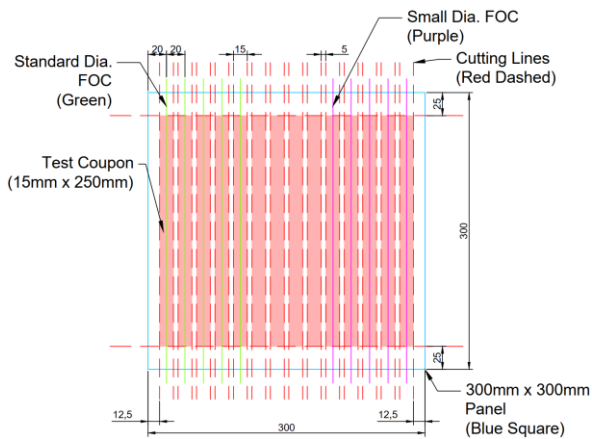 Small Dia. FOC
(Purple)
20
20
15
5
Standard Dia.
FOC
(Green)
Cutting Lines
(Red Dashed)
25
Test Coupon
(15mm x 250mm)
300
25
300mm x 300mm
Panel
(Blue Square)
12,5
12,5
300